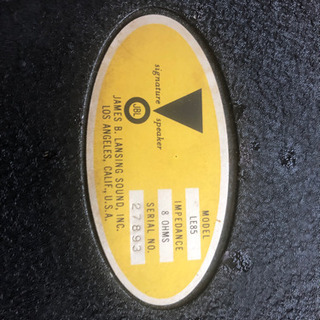 signature speaker
JBL
JAMES B. LANSING SOUND, INC.
LOS ANGELES, CALIF., U.S.A.
MODEL
LE85
IMPEDANCE
8 OHMS
SERIAL NO.
27893